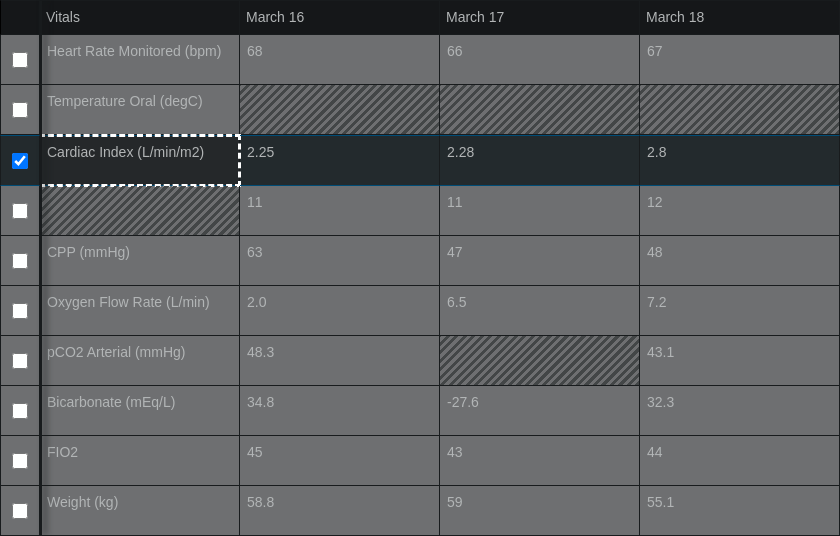 Vitals March 16 March 17 March 18
Heart Rate Monitored (bpm) 68 66 67
Temperature Oral (degC)
Cardiac Index (L/min/m2) 2.25 2.28 2.8
11 11 12
CPP (mmHg) 63 47 48
Oxygen Flow Rate (L/min) 2.0 6.5 7.2
pCO2 Arterial (mmHg) 48.3 43.1
Bicarbonate (mEq/L) 34.8 -27.6 32.3
FIO2 45 43 44
Weight (kg) 58.8 59 55.1